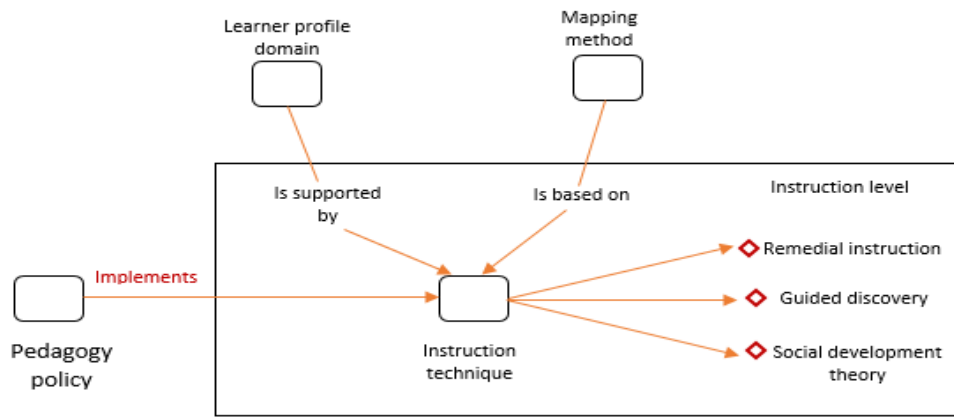 Learner profile
domain
Mapping
method
Is supported
by
Is based on
Instruction level
Remedial instruction
Implements
Guided discovery
Pedagogy
policy
Instruction
technique
Social development
theory